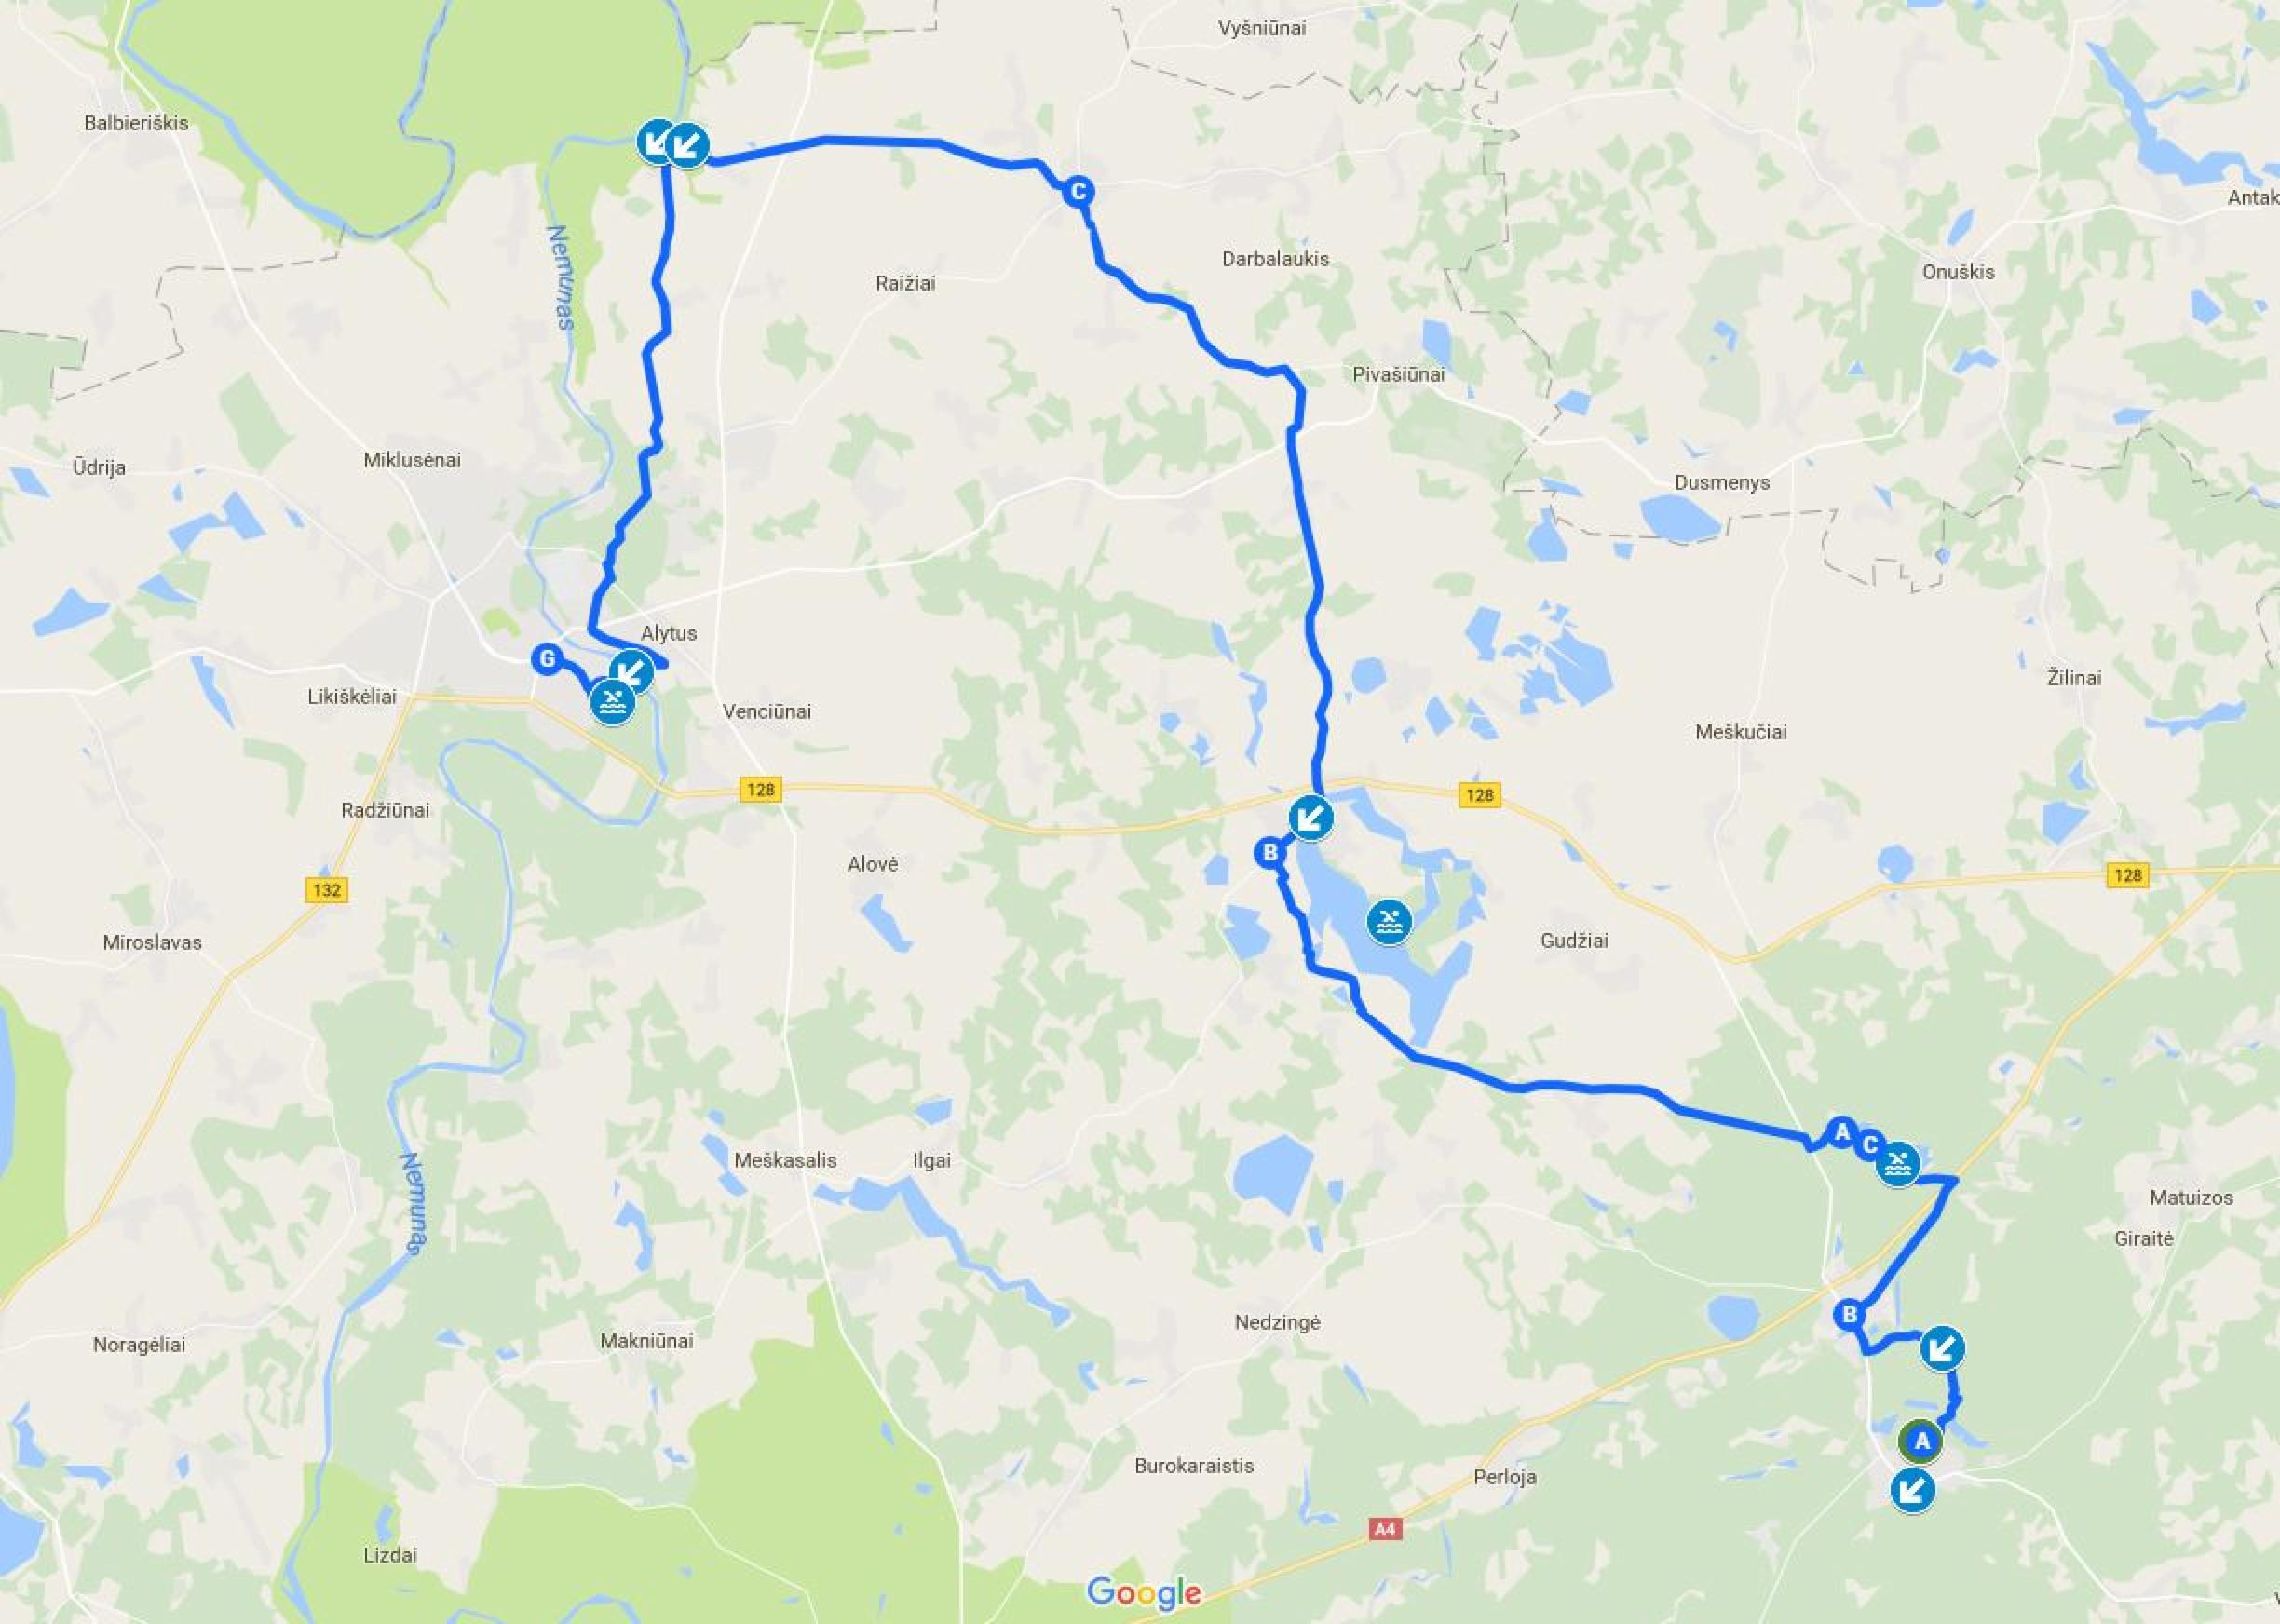 Vyšniūnai
Balbieriškis
C
Antak
Nemunas
Darbalaukis
Onuškis
Raižiai
Pivašiūnai
Ūdrija
Miklusėnai
Dusmenys
Alytus
G
Likiškėliai
Žilinai
Venciūnai
Meškučiai
128
128
Radžiūnai
B
Alovė
128
132
Miroslavas
Gudžiai
A
C
Meškasalis
Ilgai
Nemunas
Matuizos
Giraitė
B
Nedzingė
Noragėliai
Makniūnai
A
Burokaraistis
Perloja
A4
Lizdai
Google